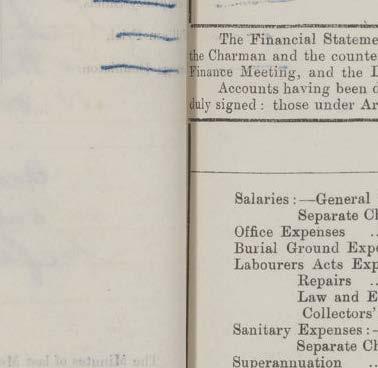 The Financial Stateme
the Charman and the counte
Finance Meeting, and the
Accounts having been d
duly signed: those under Ar
Salaries:—General
Separate Ch
Office Expenses ..
Burial Ground Expe
Labourers Acts Exp
Repairs ..
Law and E
Collectors'
Sanitary Expenses:-
Separate Ch
Superannuation ..